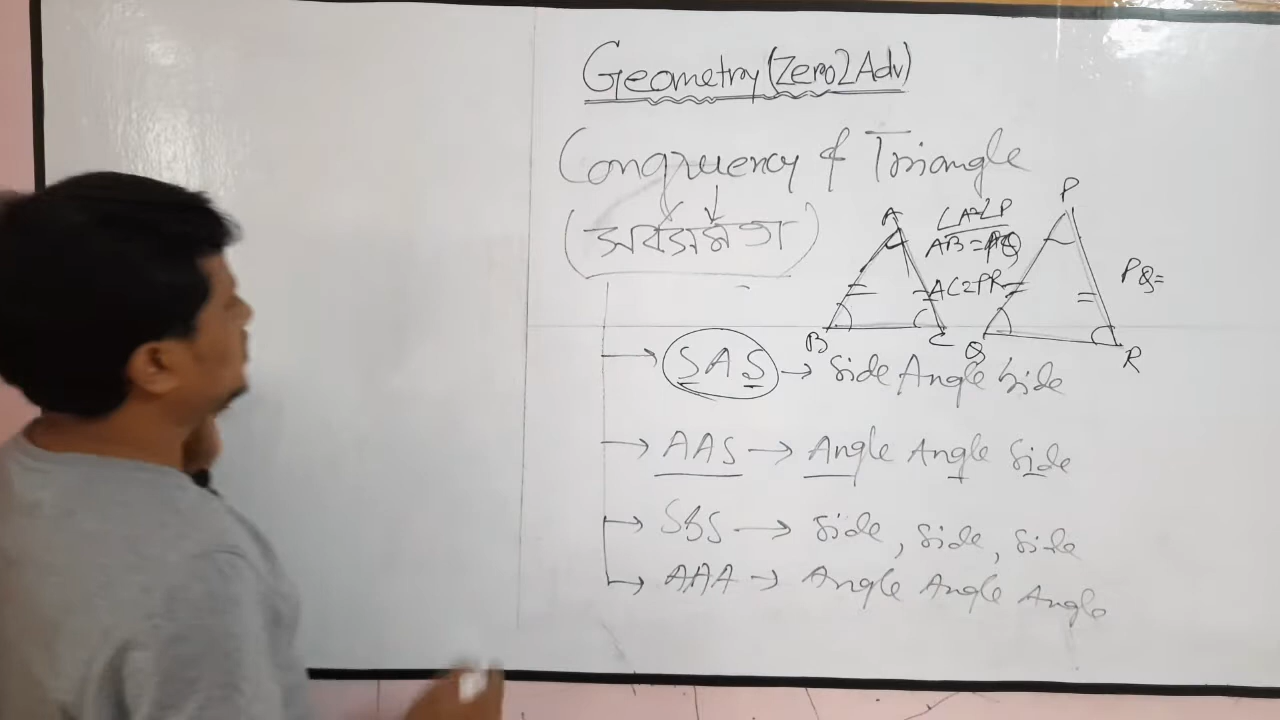 Geometry (Zero2Adv)
Congruency of Triangle
(সর্বসমতা)
A
∠A=∠P
AB=PQ
AC=PR
B
C
P
PQ=
Q
R
SAS → Side Angle Side
AAS → Angle Angle Side
SSS → Side, Side, Side
AAA → Angle Angle Angle